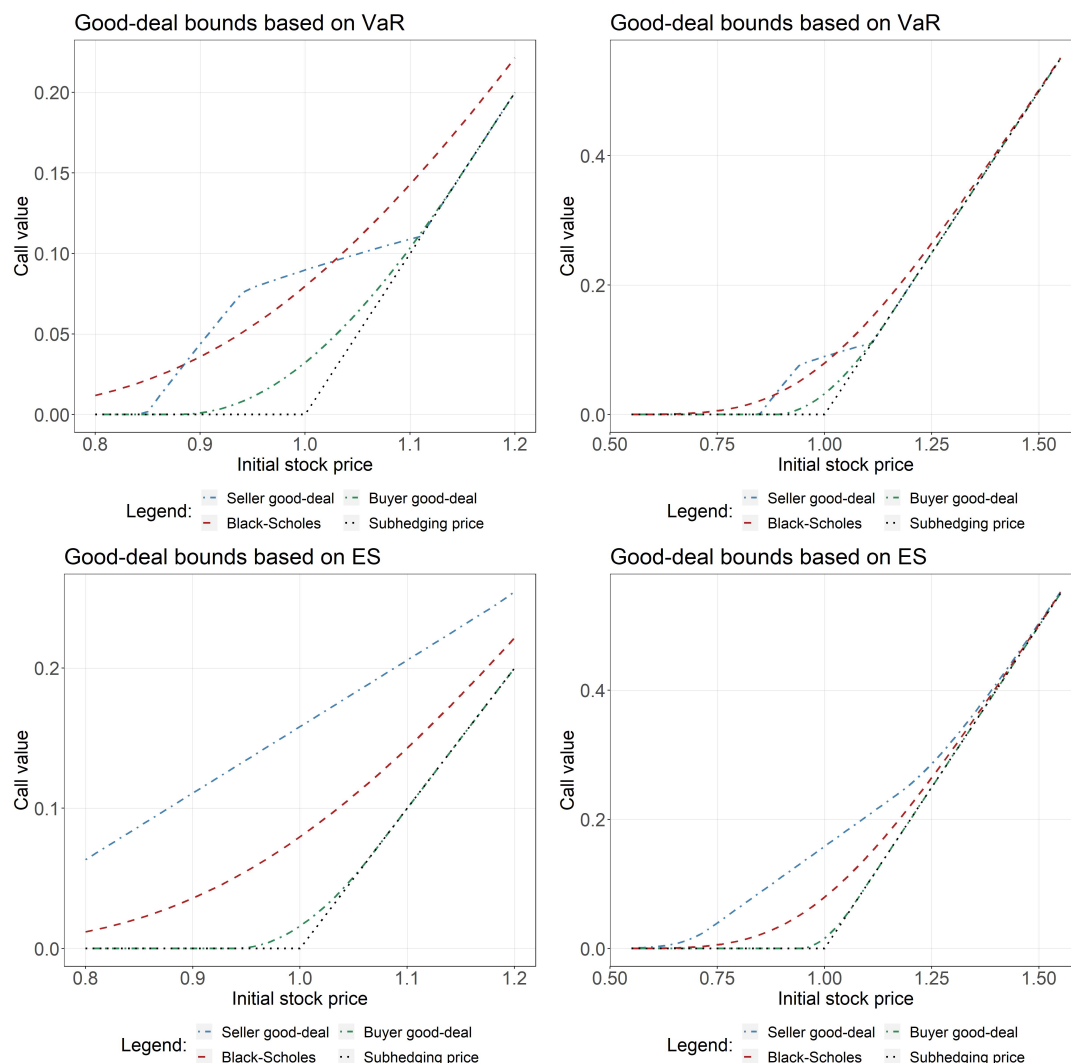 Good-deal bounds based on VaR
Call value
0.20
0.15
0.10
0.05
0.00
0.8 0.9 1.0 1.1 1.2
Initial stock price
Legend: Seller good-deal Buyer good-deal
Black-Scholes Subhedging price
Good-deal bounds based on VaR
Call value
0.4
0.2
0.0
0.50 0.75 1.00 1.25 1.50
Initial stock price
Legend: Seller good-deal Buyer good-deal
Black-Scholes Subhedging price
Good-deal bounds based on ES
Call value
0.2
0.1
0.0
0.8 0.9 1.0 1.1 1.2
Initial stock price
Legend: Seller good-deal Buyer good-deal
Black-Scholes Subhedging price
Good-deal bounds based on ES
Call value
0.4
0.2
0.0
0.50 0.75 1.00 1.25 1.50
Initial stock price
Legend: Seller good-deal Buyer good-deal
Black-Scholes Subhedging price